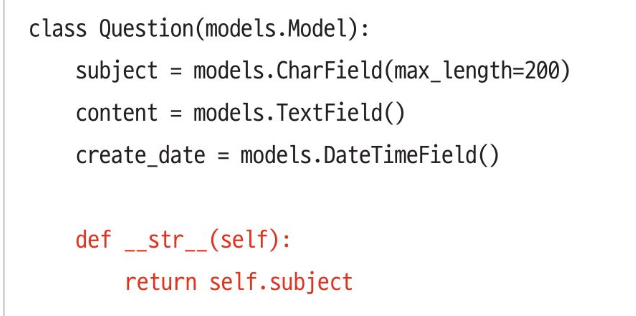 class Question(models.Model):
    subject = models.CharField(max_length=200)
    content = models.TextField()
    create_date = models.DateTimeField()
    def __str__(self):
        return self.subject